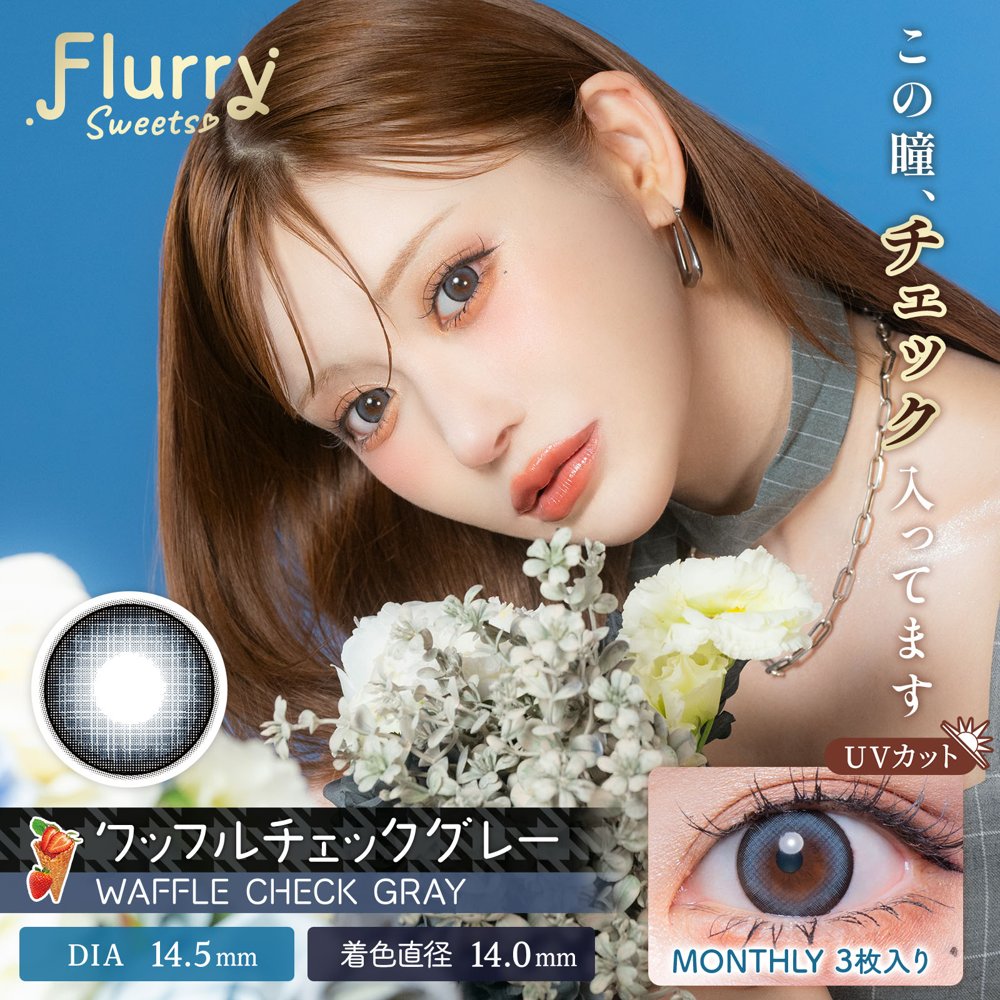 Flurry
Sweets
この瞳、チェック入ってます
UVカット
ワッフルチェックグレー
WAFFLE CHECK GRAY
DIA 14.5mm
着色直径 14.0mm
MONTHLY 3枚入り